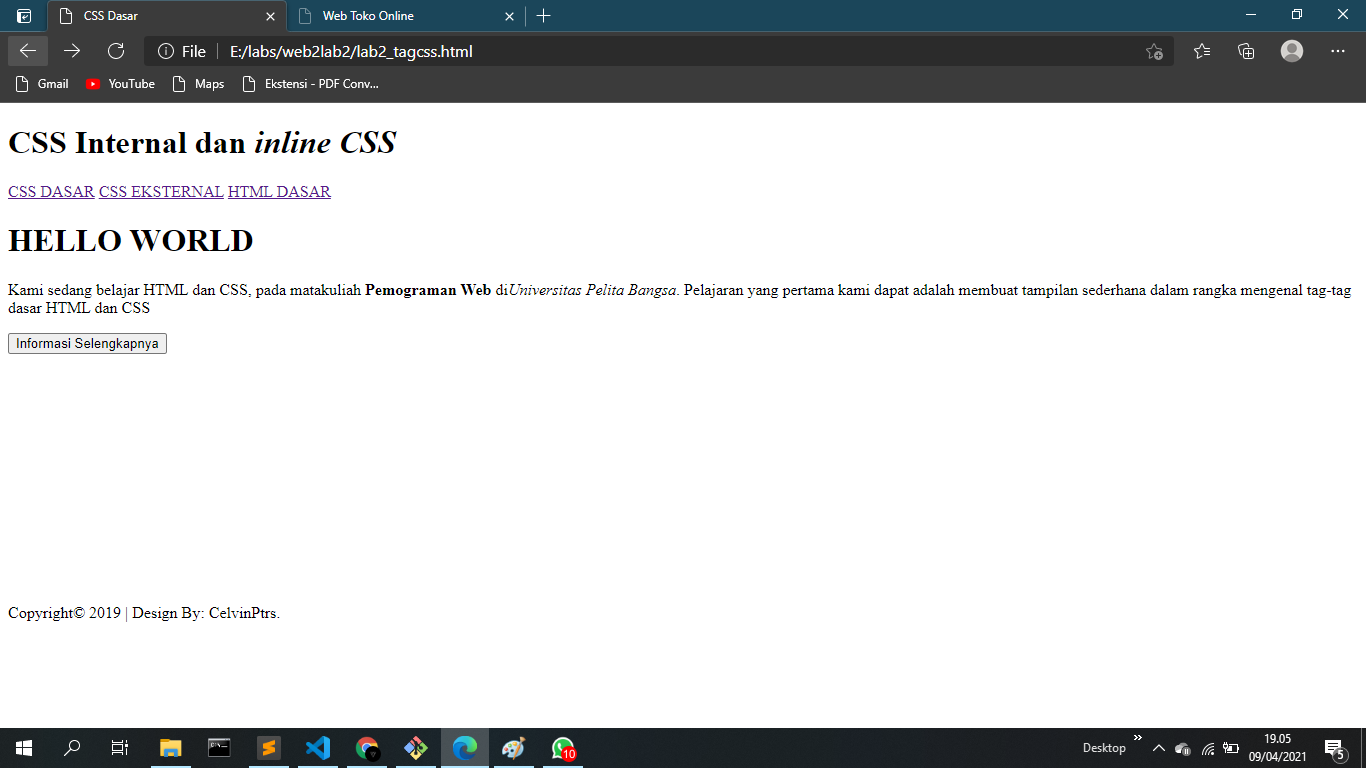 CSS Dasar
Web Toko Online
File
E:/labs/web2lab2/lab2_tagcss.html
Gmail YouTube Maps Ekstensi - PDF Conv...
CSS Internal dan inline CSS
CSS DASAR CSS EKSTERNAL HTML DASAR
HELLO WORLD
Kami sedang belajar HTML dan CSS, pada matakuliah Pemograman Web diUniversitas Pelita Bangsa. Pelajaran yang pertama kami dapat adalah membuat tampilan sederhana dalam rangka mengenal tag-tag
dasar HTML dan CSS
Informasi Selengkapnya
Copyright© 2019 | Design By: CelvinPtrs.
10
Desktop
19.05
09/04/2021
5